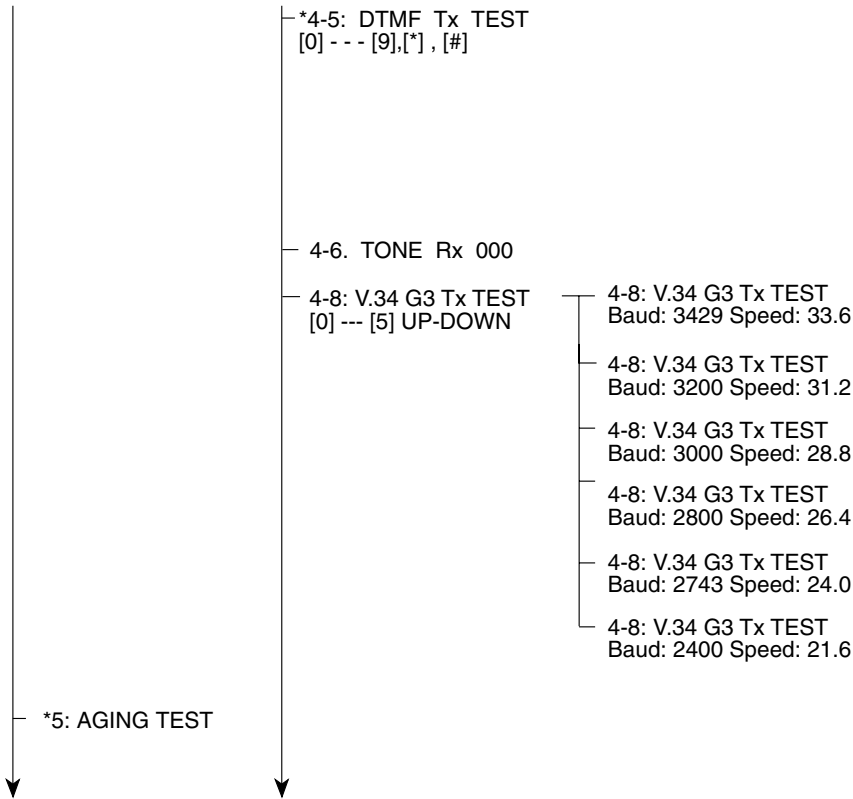 *4-5: DTMF Tx TEST
[0] - - - [9],[*] , [#]
4-6. TONE Rx 000
4-8: V.34 G3 Tx TEST
[0] --- [5] UP-DOWN
4-8: V.34 G3 Tx TEST
Baud: 3429 Speed: 33.6
4-8: V.34 G3 Tx TEST
Baud: 3200 Speed: 31.2
4-8: V.34 G3 Tx TEST
Baud: 3000 Speed: 28.8
4-8: V.34 G3 Tx TEST
Baud: 2800 Speed: 26.4
4-8: V.34 G3 Tx TEST
Baud: 2743 Speed: 24.0
4-8: V.34 G3 Tx TEST
Baud: 2400 Speed: 21.6
*5: AGING TEST